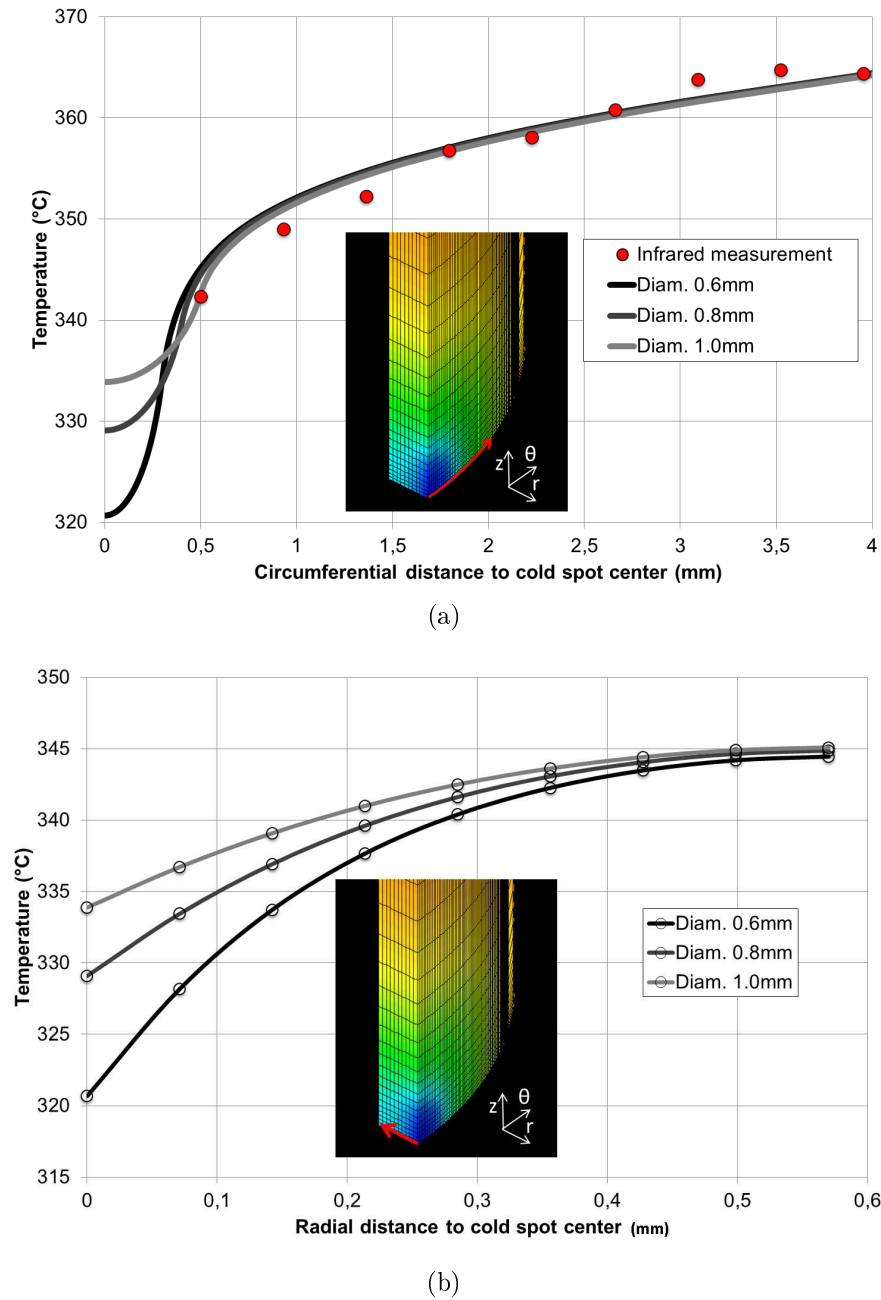 370
360
350
340
330
320
Temperature (°C)
Infrared measurement
Diam. 0.6mm
Diam. 0.8mm
Diam. 1.0mm
z θ r
0 0,5 1 1,5 2 2,5 3 3,5 4
Circumferential distance to cold spot center (mm)
(a)
350
345
340
335
330
325
320
315
Temperature (°C)
Diam. 0.6mm
Diam. 0.8mm
Diam. 1.0mm
z θ r
0 0,1 0,2 0,3 0,4 0,5 0,6
Radial distance to cold spot center (mm)
(b)